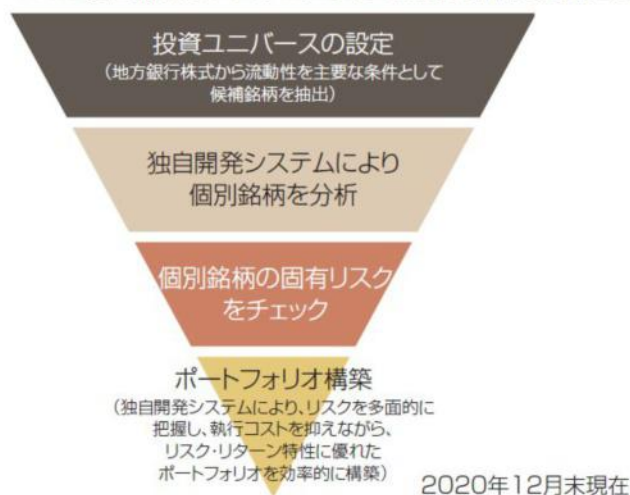 投資ユニバースの設定
(地方銀行株式から流動性を主要な条件として
候補銘柄を抽出)
独自開発システムにより
個別銘柄を分析
個別銘柄の固有リスク
をチェック
ポートフォリオ構築
(独自開発システムにより、リスクを多面的に
把握し、執行コストを抑えながら、
リスク・リターン特性に優れた
ポートフォリオを効率的に構築)
2020年12月末現在